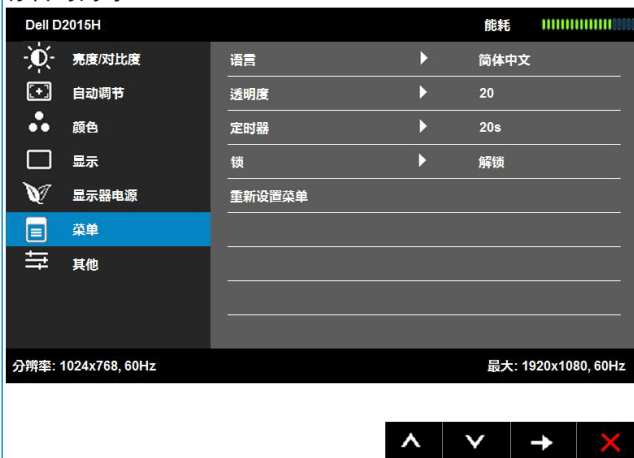 Dell D2015H 能耗
亮度/对比度
自动调节
颜色
显示
显示器电源
菜单
其他
语言 简体中文
透明度 20
定时器 20s
锁 解锁
重新设置菜单
分辨率: 1024x768, 60Hz 最大: 1920x1080, 60Hz